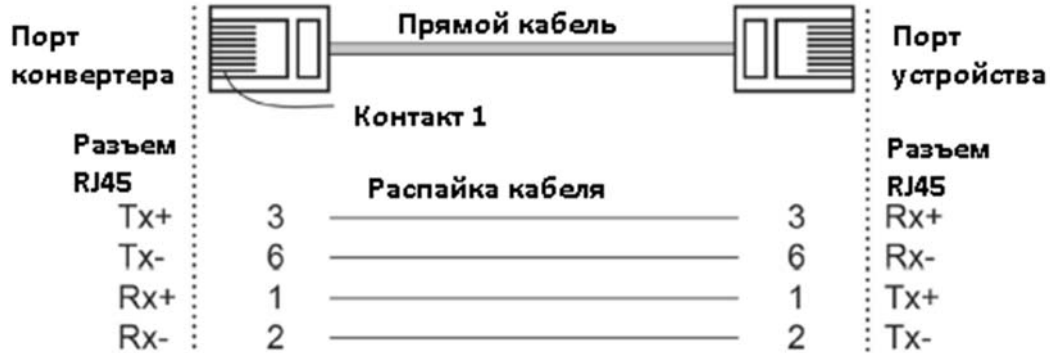 Прямой кабель
Порт
конвертера
Порт
устройства
Контакт 1
Разъем
RJ45
Разъем
RJ45
Распайка кабеля
Tx+ 3 3 Rx+
Tx- 6 6 Rx-
Rx+ 1 1 Tx+
Rx- 2 2 Tx-